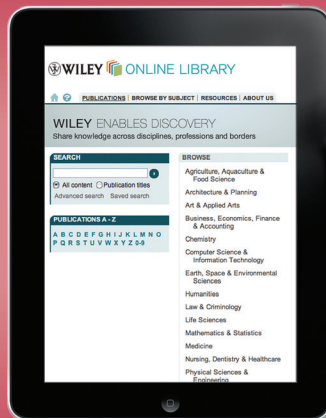 WILEY ONLINE LIBRARY
PUBLICATIONS | BROWSE BY SUBJECT | RESOURCES | ABOUT US
WILEY ENABLES DISCOVERY
Share knowledge across disciplines, professions and borders
SEARCH
All content Publication titles
Advanced search Saved search
PUBLICATIONS A - Z
A B C D E F G H I J K L M N O
P Q R S T U V W X Y Z 0-9
BROWSE
Agriculture, Aquaculture &
Food Science
Architecture & Planning
Art & Applied Arts
Business, Economics, Finance
& Accounting
Chemistry
Computer Science &
Information Technology
Earth, Space & Environmental
Sciences
Humanities
Law & Criminology
Life Sciences
Mathematics & Statistics
Medicine
Nursing, Dentistry & Healthcare
Physical Sciences &
Engineering